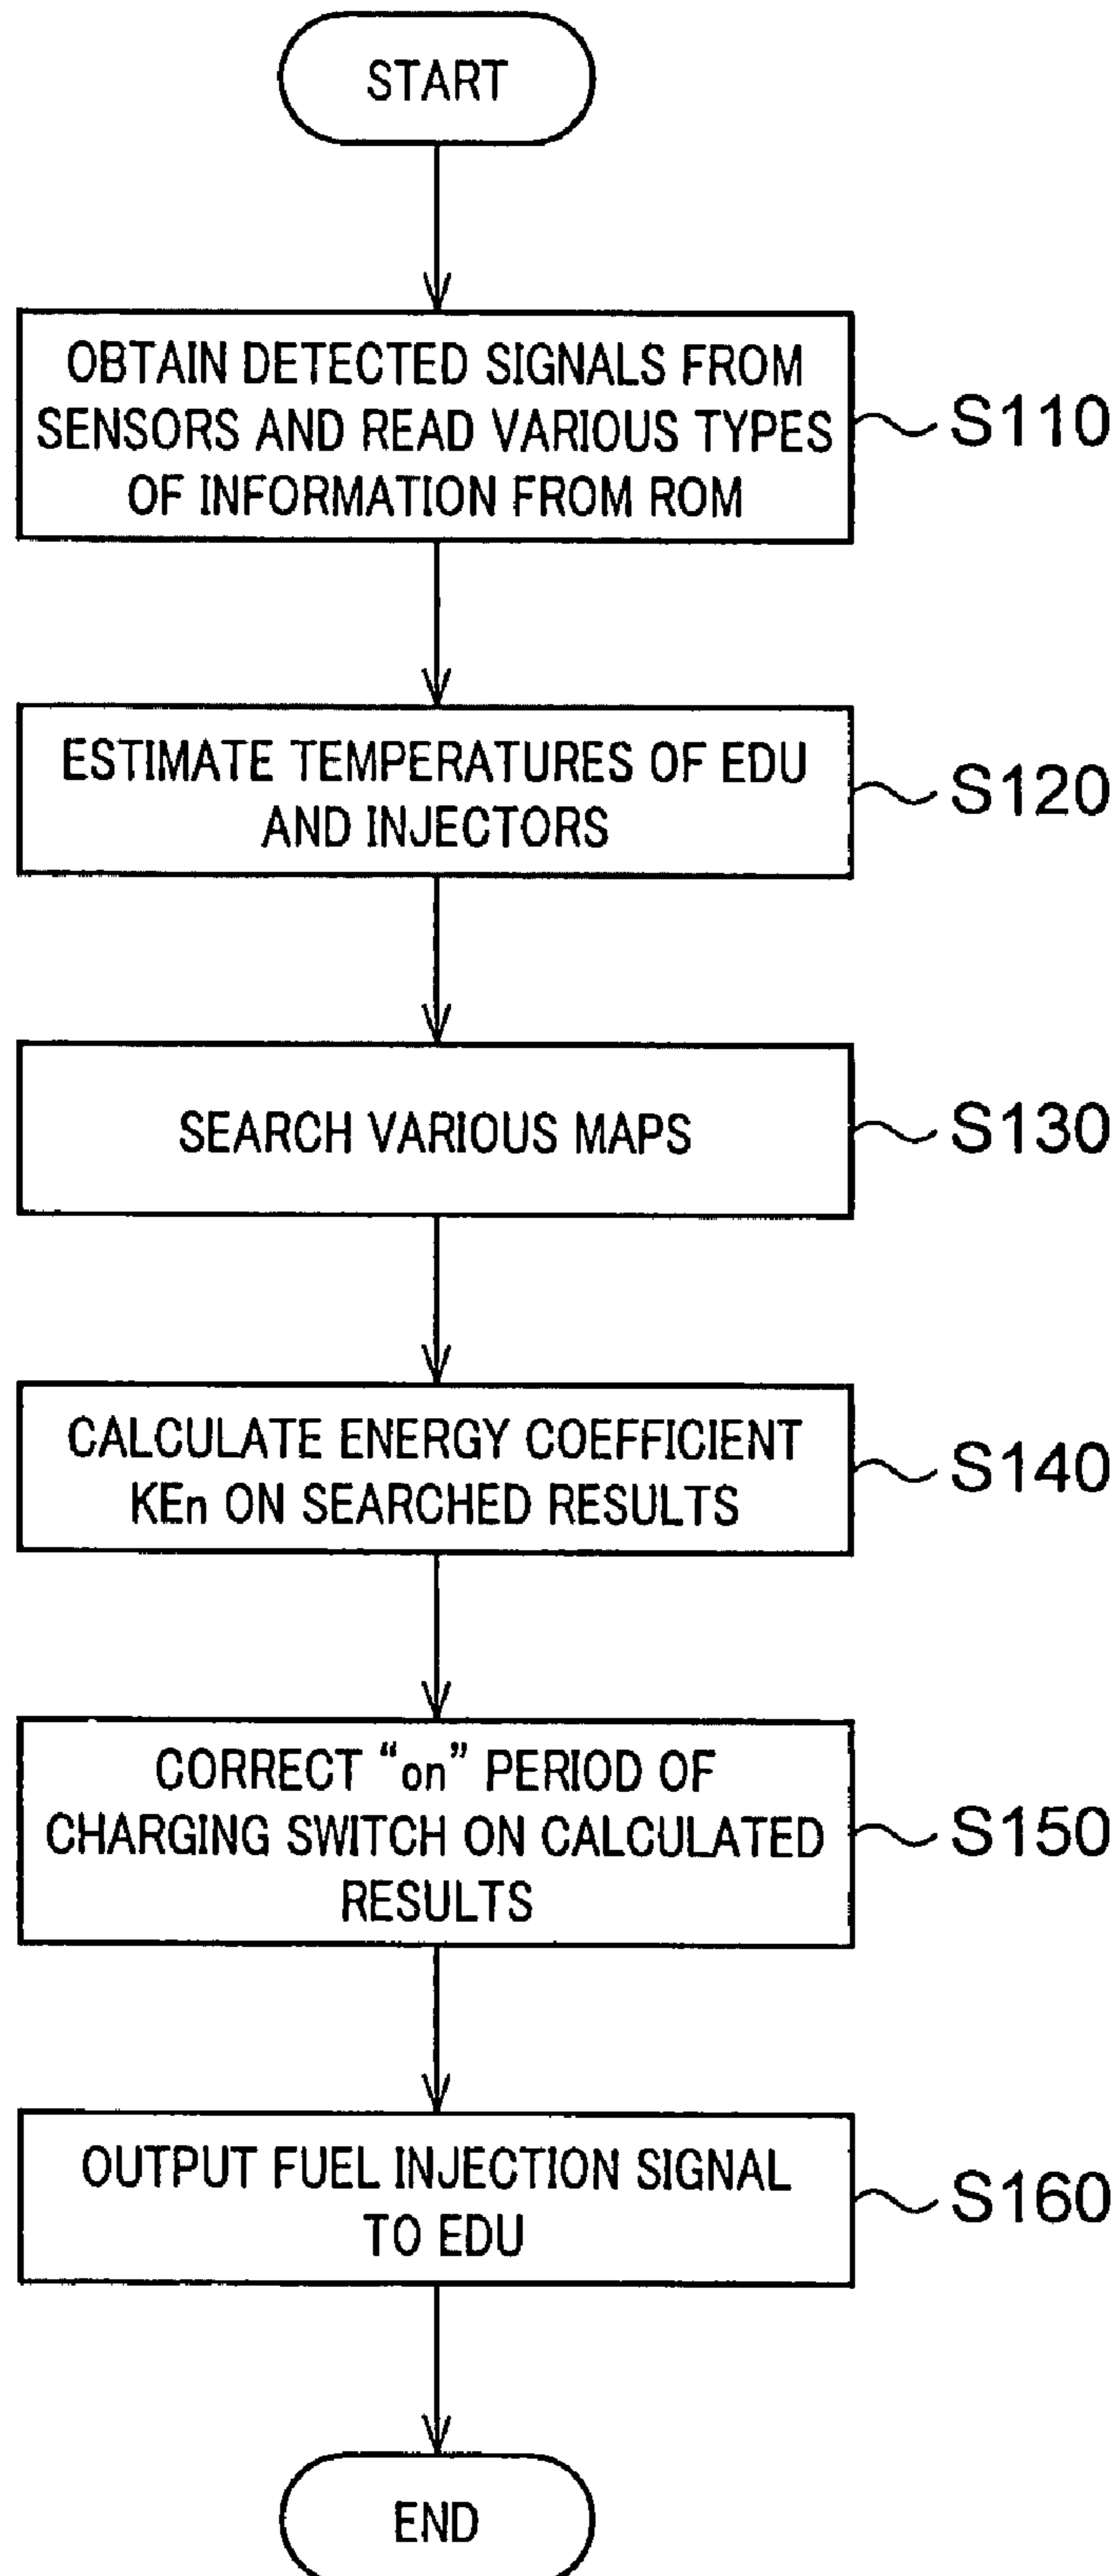 START
OBTAIN DETECTED SIGNALS FROM
SENSORS AND READ VARIOUS TYPES
OF INFORMATION FROM ROM
S110
ESTIMATE TEMPERATURES OF EDU
AND INJECTORS
S120
SEARCH VARIOUS MAPS
S130
CALCULATE ENERGY COEFFICIENT
KEn ON SEARCHED RESULTS
S140
CORRECT “on” PERIOD OF
CHARGING SWITCH ON CALCULATED
RESULTS
S150
OUTPUT FUEL INJECTION SIGNAL
TO EDU
S160
END